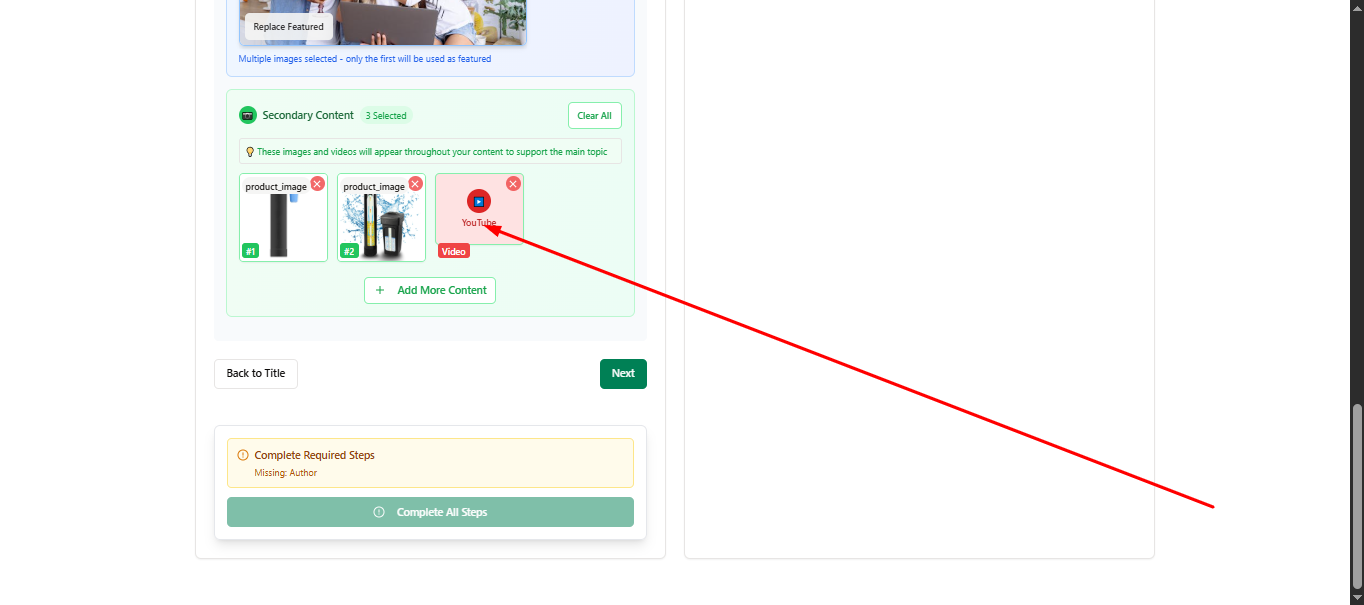 Replace Featured
Multiple images selected - only the first will be used as featured
Secondary Content
3 Selected
Clear All
These images and videos will appear throughout your content to support the main topic
product_image
#1
product_image
#2
YouTube
Video
+ Add More Content
Back to Title
Next
Complete Required Steps
Missing: Author
Complete All Steps